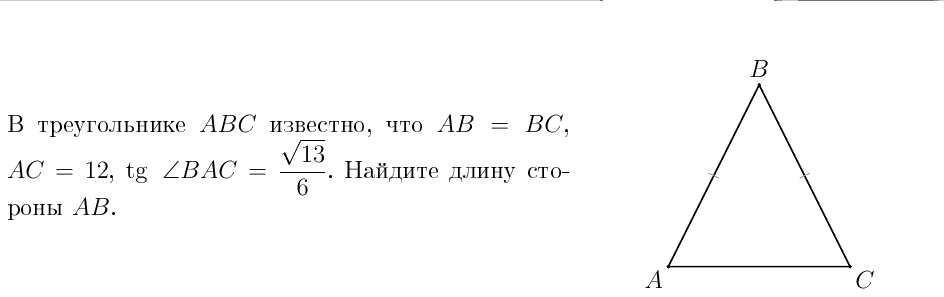 В треугольнике ABC известно, что AB = BC,
AC = 12, tg ∠BAC = √13/6. Найдите длину сто-
роны AB.
B
A
C